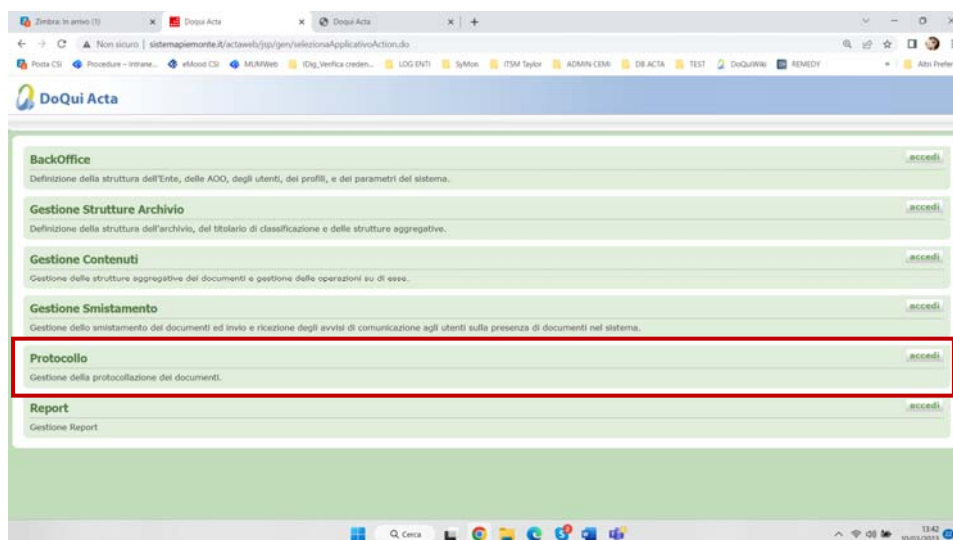 Zimbra: In arrivo (1)
Doqui Acta
Doqui Acta
Non sicuro | sistemapiemonte.it/actaweb/jsp/gen/selezionaApplicativoAction.do
Posta CSI
Procedure - Intrane...
eMood CSI
MUMWeb
IDig_Verifica creden...
LOG ENTI
SyMon
ITSM Taylor
ADMIN CEMI
DB ACTA
TEST
DoQuiWiki
REMEDY
»
Altri Prefer
DoQui Acta
BackOffice
accedi
Definizione della struttura dell'Ente, delle AOO, degli utenti, dei profili, e dei parametri del sistema.
Gestione Strutture Archivio
accedi
Definizione della struttura dell'archivio, del titolario di classificazione e delle strutture aggregative.
Gestione Contenuti
accedi
Gestione delle strutture aggregative dei documenti e gestione delle operazioni su di esse.
Gestione Smistamento
accedi
Gestione dello smistamento dei documenti ed invio e ricezione degli avvisi di comunicazione agli utenti sulla presenza di documenti nel sistema.
Protocollo
accedi
Gestione della protocollazione dei documenti.
Report
accedi
Gestione Report
Cerca
13:42
10/03/2023